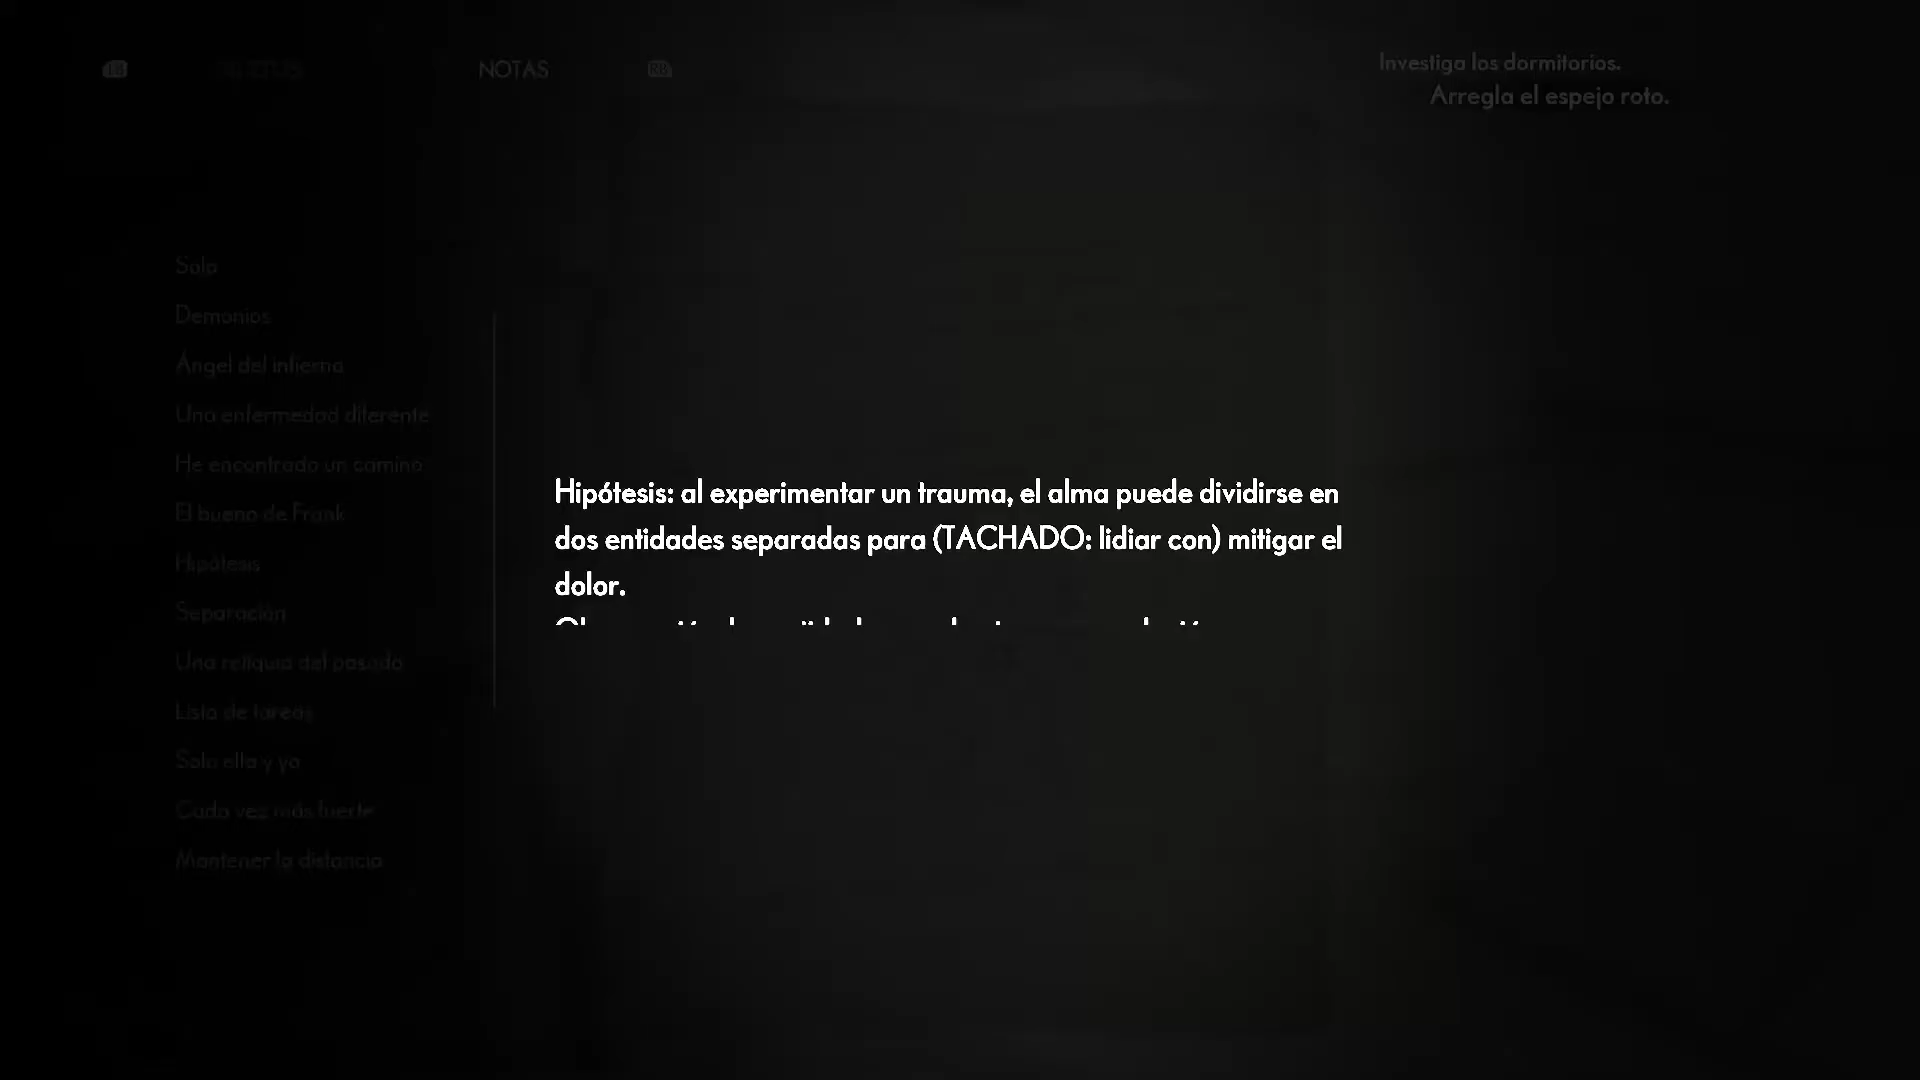 NOTAS
RB
Investiga los dormitorios.
Arregla el espejo roto.
Solo
Demonios
Ángel del infierno
Una enfermedad diferente
He encontrado un camino
El bueno de Frank
Hipótesis
Separación
Una reliquia del pasado
Lista de tareas
Solo ella y yo
Cada vez más fuerte
Mantener la distancia
Hipótesis: al experimentar un trauma, el alma puede dividirse en
dos entidades separadas para (TACHADO: lidiar con) mitigar el
dolor.